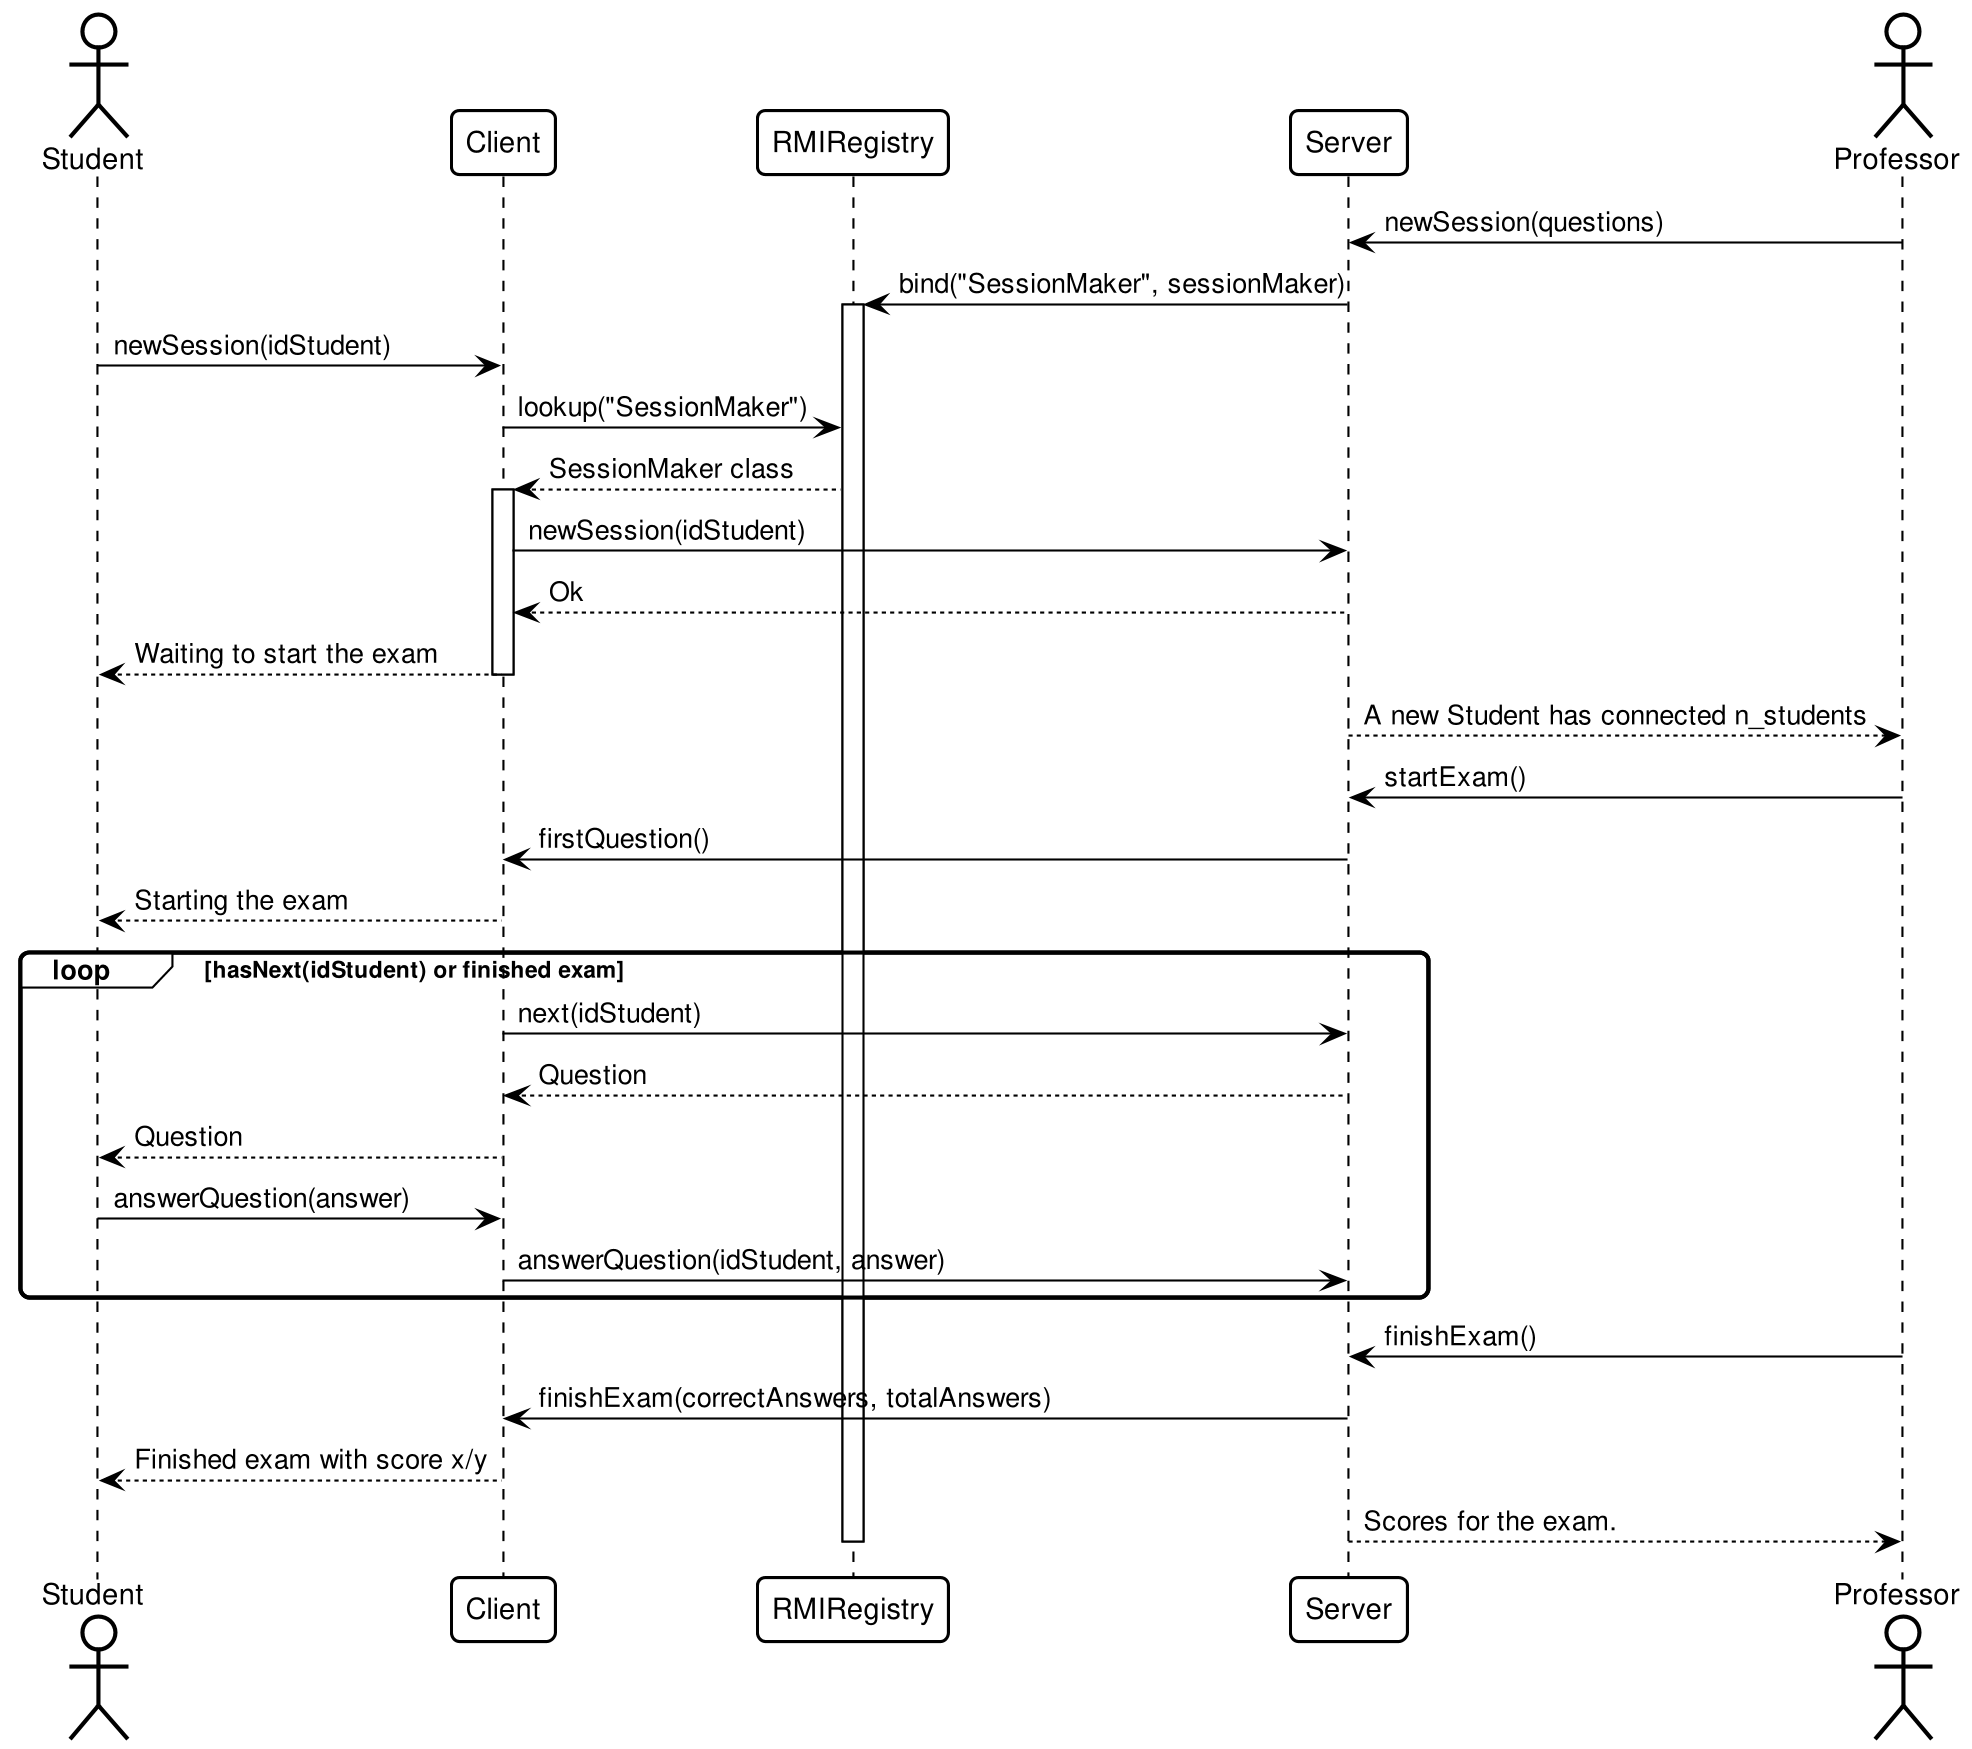 Student
Client
RMIRegistry
Server
Professor
newSession(questions)
bind("SessionMaker", sessionMaker)
newSession(idStudent)
lookup("SessionMaker")
SessionMaker class
newSession(idStudent)
Ok
Waiting to start the exam
A new Student has connected n_students
startExam()
firstQuestion()
Starting the exam
loop
[hasNext(idStudent) or finished exam]
next(idStudent)
Question
Question
answerQuestion(answer)
answerQuestion(idStudent, answer)
finishExam()
finishExam(correctAnswers, totalAnswers)
Finished exam with score x/y
Scores for the exam.
Student
Client
RMIRegistry
Server
Professor